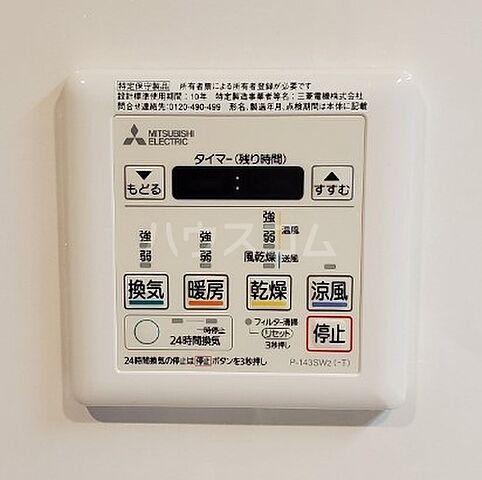 特定保守製品 所有者票による所有者登録が必要です
設計標準使用期間:10年 特定製造事業者等名:三菱電機株式会社
問合せ連絡先:0120-490-499 形名、製造年月、点検期間は本体に記載
MITSUBISHI
ELECTRIC
タイマー(残り時間)
▼
もどる
:
▲
すすむ
強
弱
強
弱
強
弱
温風
風乾燥
送風
ハウスコム
換気
暖房
乾燥
涼風
一時停止
24時間換気
フィルター清掃
リセット
3秒押し
停止
24時間換気の停止は停止ボタンを3秒押し
P-143SW2(-T)